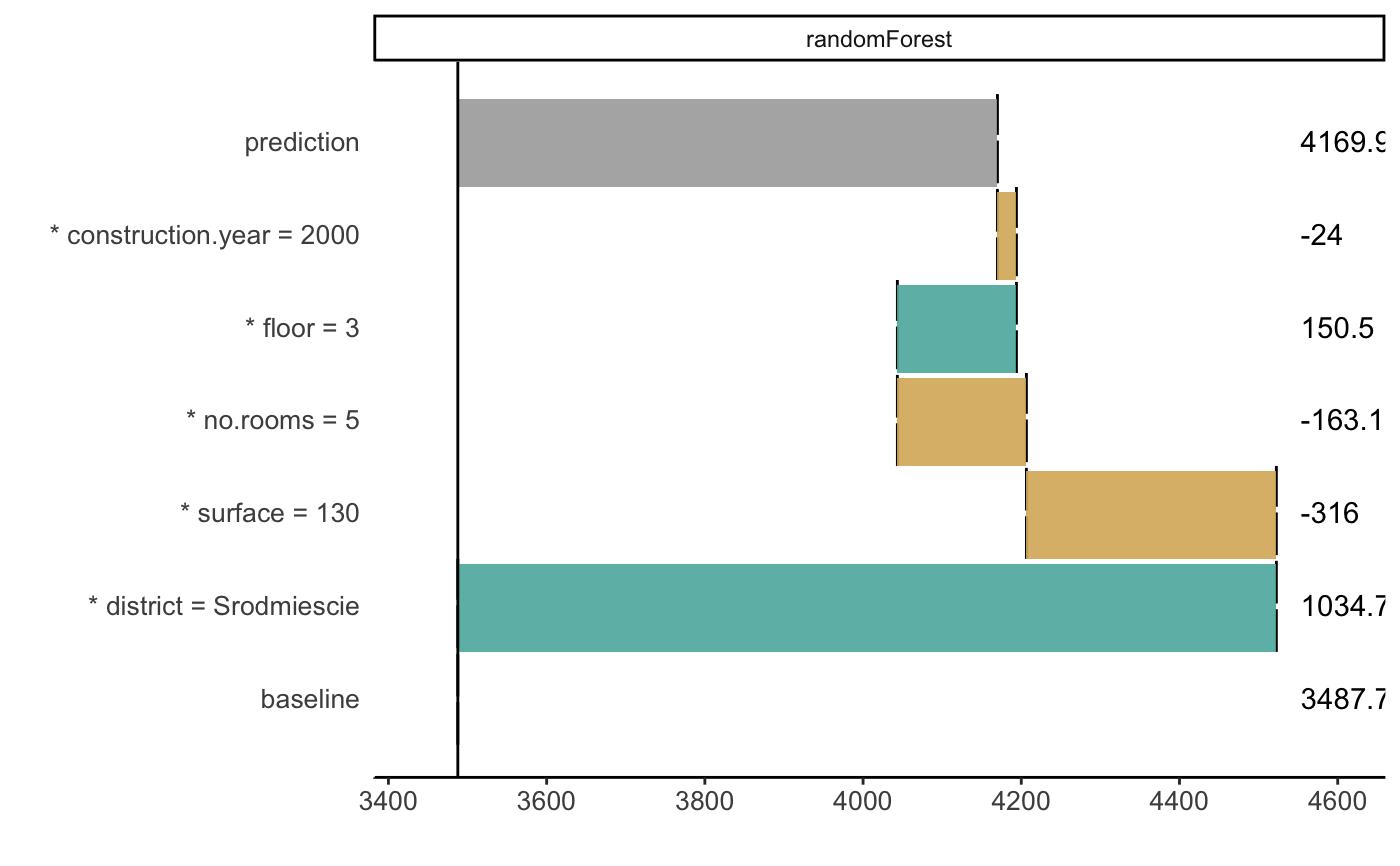 randomForest
prediction 4169.9
* construction.year = 2000 -24
* floor = 3 150.5
* no.rooms = 5 -163.1
* surface = 130 -316
* district = Srodmiescie 1034.7
baseline 3487.7
3400 3600 3800 4000 4200 4400 4600